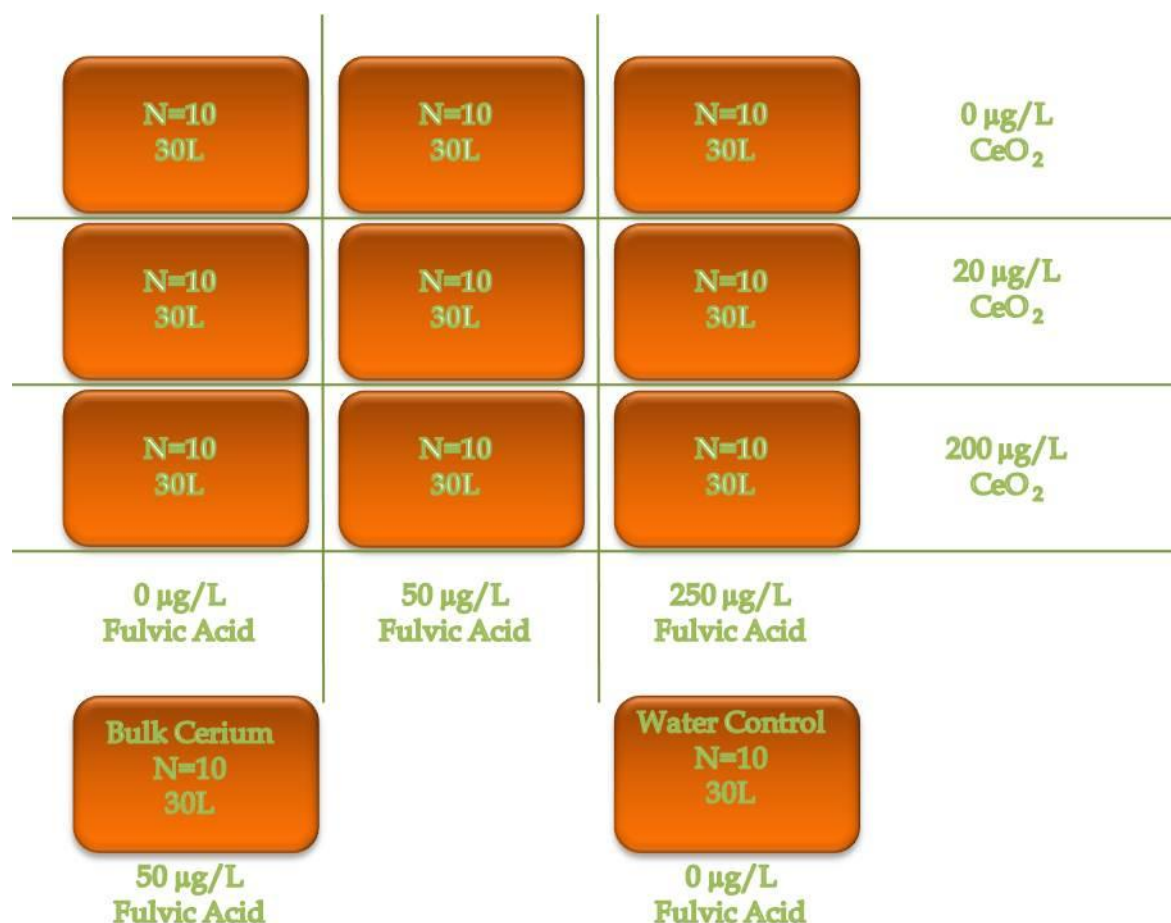 N=10
30L
N=10
30L
N=10
30L
0 µg/L
CeO₂
N=10
30L
N=10
30L
N=10
30L
20 µg/L
CeO₂
N=10
30L
N=10
30L
N=10
30L
200 µg/L
CeO₂
0 µg/L
Fulvic Acid
50 µg/L
Fulvic Acid
250 µg/L
Fulvic Acid
Bulk Cerium
N=10
30L
50 µg/L
Fulvic Acid
Water Control
N=10
30L
0 µg/L
Fulvic Acid